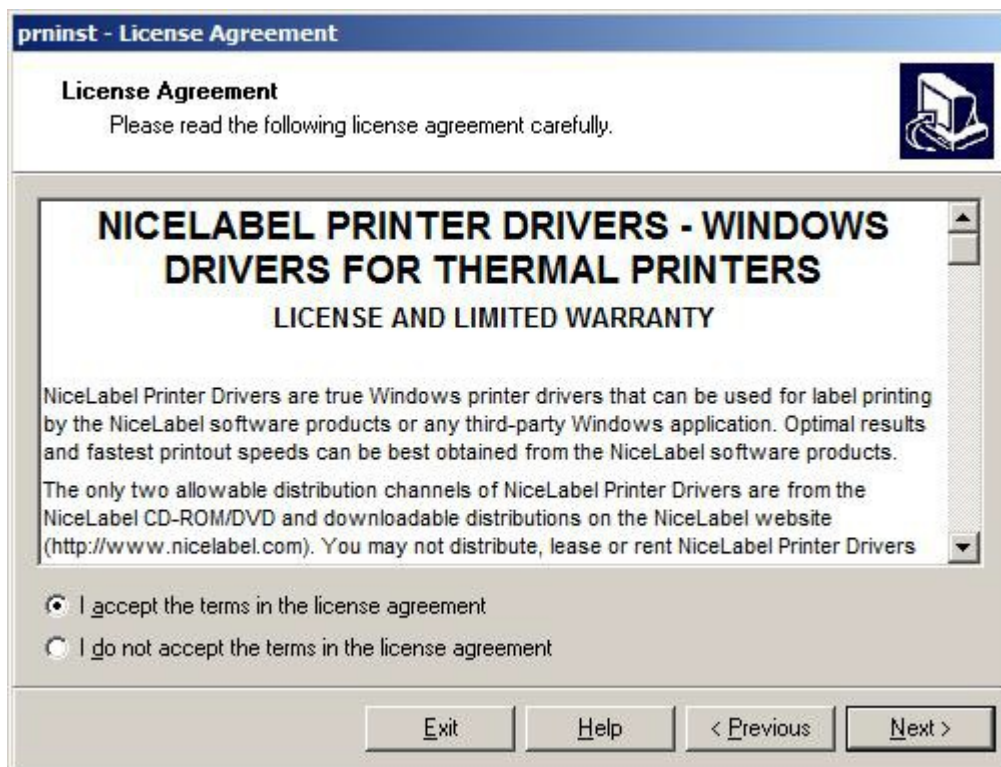 prninst - License Agreement
License Agreement
Please read the following license agreement carefully.
NICELABEL PRINTER DRIVERS - WINDOWS
DRIVERS FOR THERMAL PRINTERS
LICENSE AND LIMITED WARRANTY
NiceLabel Printer Drivers are true Windows printer drivers that can be used for label printing
by the NiceLabel software products or any third-party Windows application. Optimal results
and fastest printout speeds can be best obtained from the NiceLabel software products.
The only two allowable distribution channels of NiceLabel Printer Drivers are from the
NiceLabel CD-ROM/DVD and downloadable distributions on the NiceLabel website
(http://www.nicelabel.com). You may not distribute, lease or rent NiceLabel Printer Drivers
I accept the terms in the license agreement
I do not accept the terms in the license agreement
Exit Help < Previous Next >